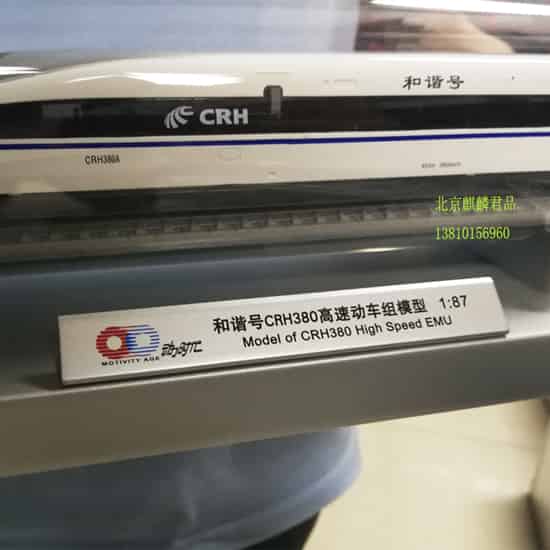 和谐号
CRH
CRH380A
北京麒麟君品
13810156960
和谐号CRH380高速动车组模型 1:87
Model of CRH380 High Speed EMU
MOTIVITY AGE